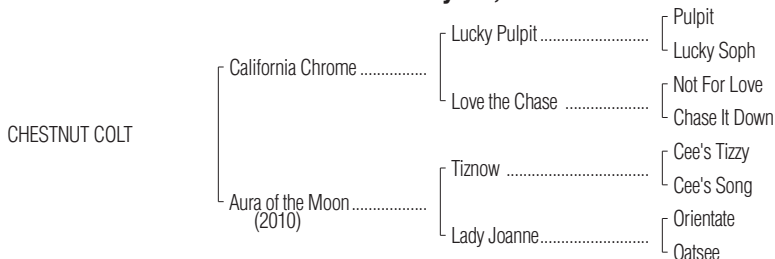 Pulpit
Lucky Pulpit
Lucky Soph
California Chrome
Not For Love
Love the Chase
Chase It Down
CHESTNUT COLT
Cee's Tizzy
Tiznow
Cee's Song
Aura of the Moon
(2010)
Orientate
Lady Joanne
Oatsee